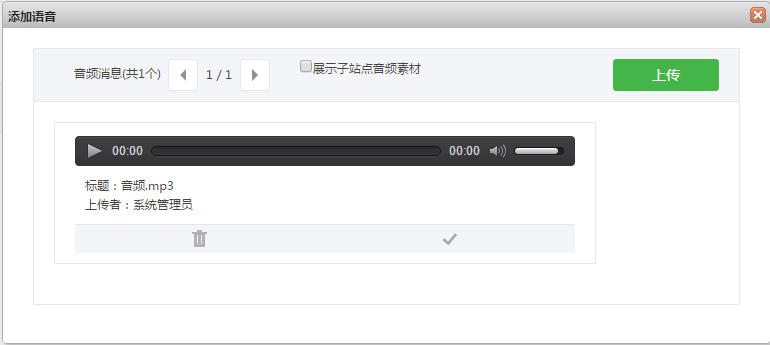 添加语音
音频消息(共1个) 1 / 1 展示子站点音频素材 上传
00:00 00:00
标题：音频.mp3
上传者：系统管理员